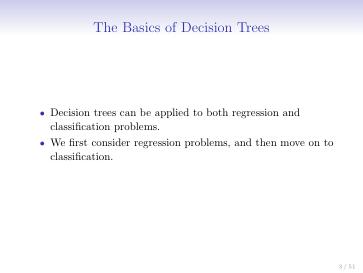 The Basics of Decision Trees
• Decision trees can be applied to both regression and
classification problems.
• We first consider regression problems, and then move on to
classification.
8 / 51